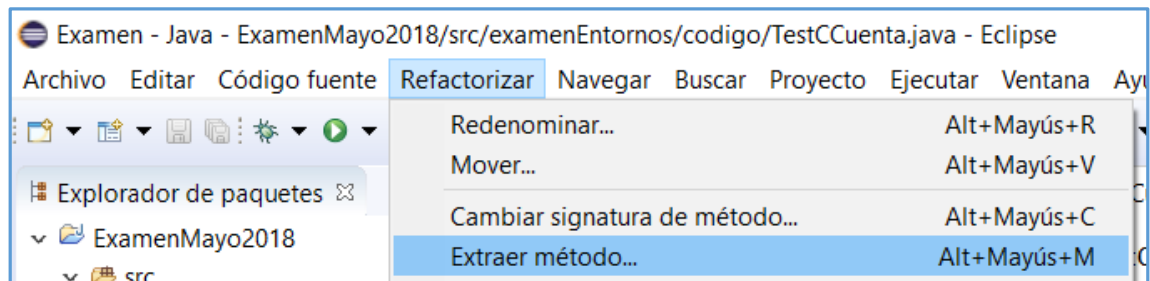 Examen - Java - ExamenMayo2018/src/examenEntornos/codigo/TestCCuenta.java - Eclipse
Archivo Editar Código fuente Refactorizar Navegar Buscar Proyecto Ejecutar Ventana
Redenominar... Alt+Mayús+R
Mover... Alt+Mayús+V
Explorador de paquetes
Cambiar signatura de método... Alt+Mayús+C
ExamenMayo2018
Extraer método... Alt+Mayús+M
src